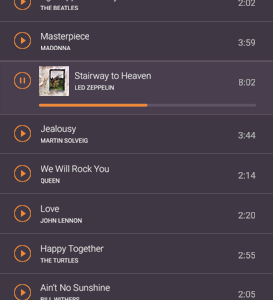 2:02
THE BEATLES
Masterpiece
3:59
MADONNA
Stairway to Heaven
8:02
LED ZEPPELIN
Jealousy
3:44
MARTIN SOLVEIG
We Will Rock You
2:14
QUEEN
Love
2:20
JOHN LENNON
Happy Together
2:55
THE TURTLES
Ain't No Sunshine
2:05
BILL WITHERS